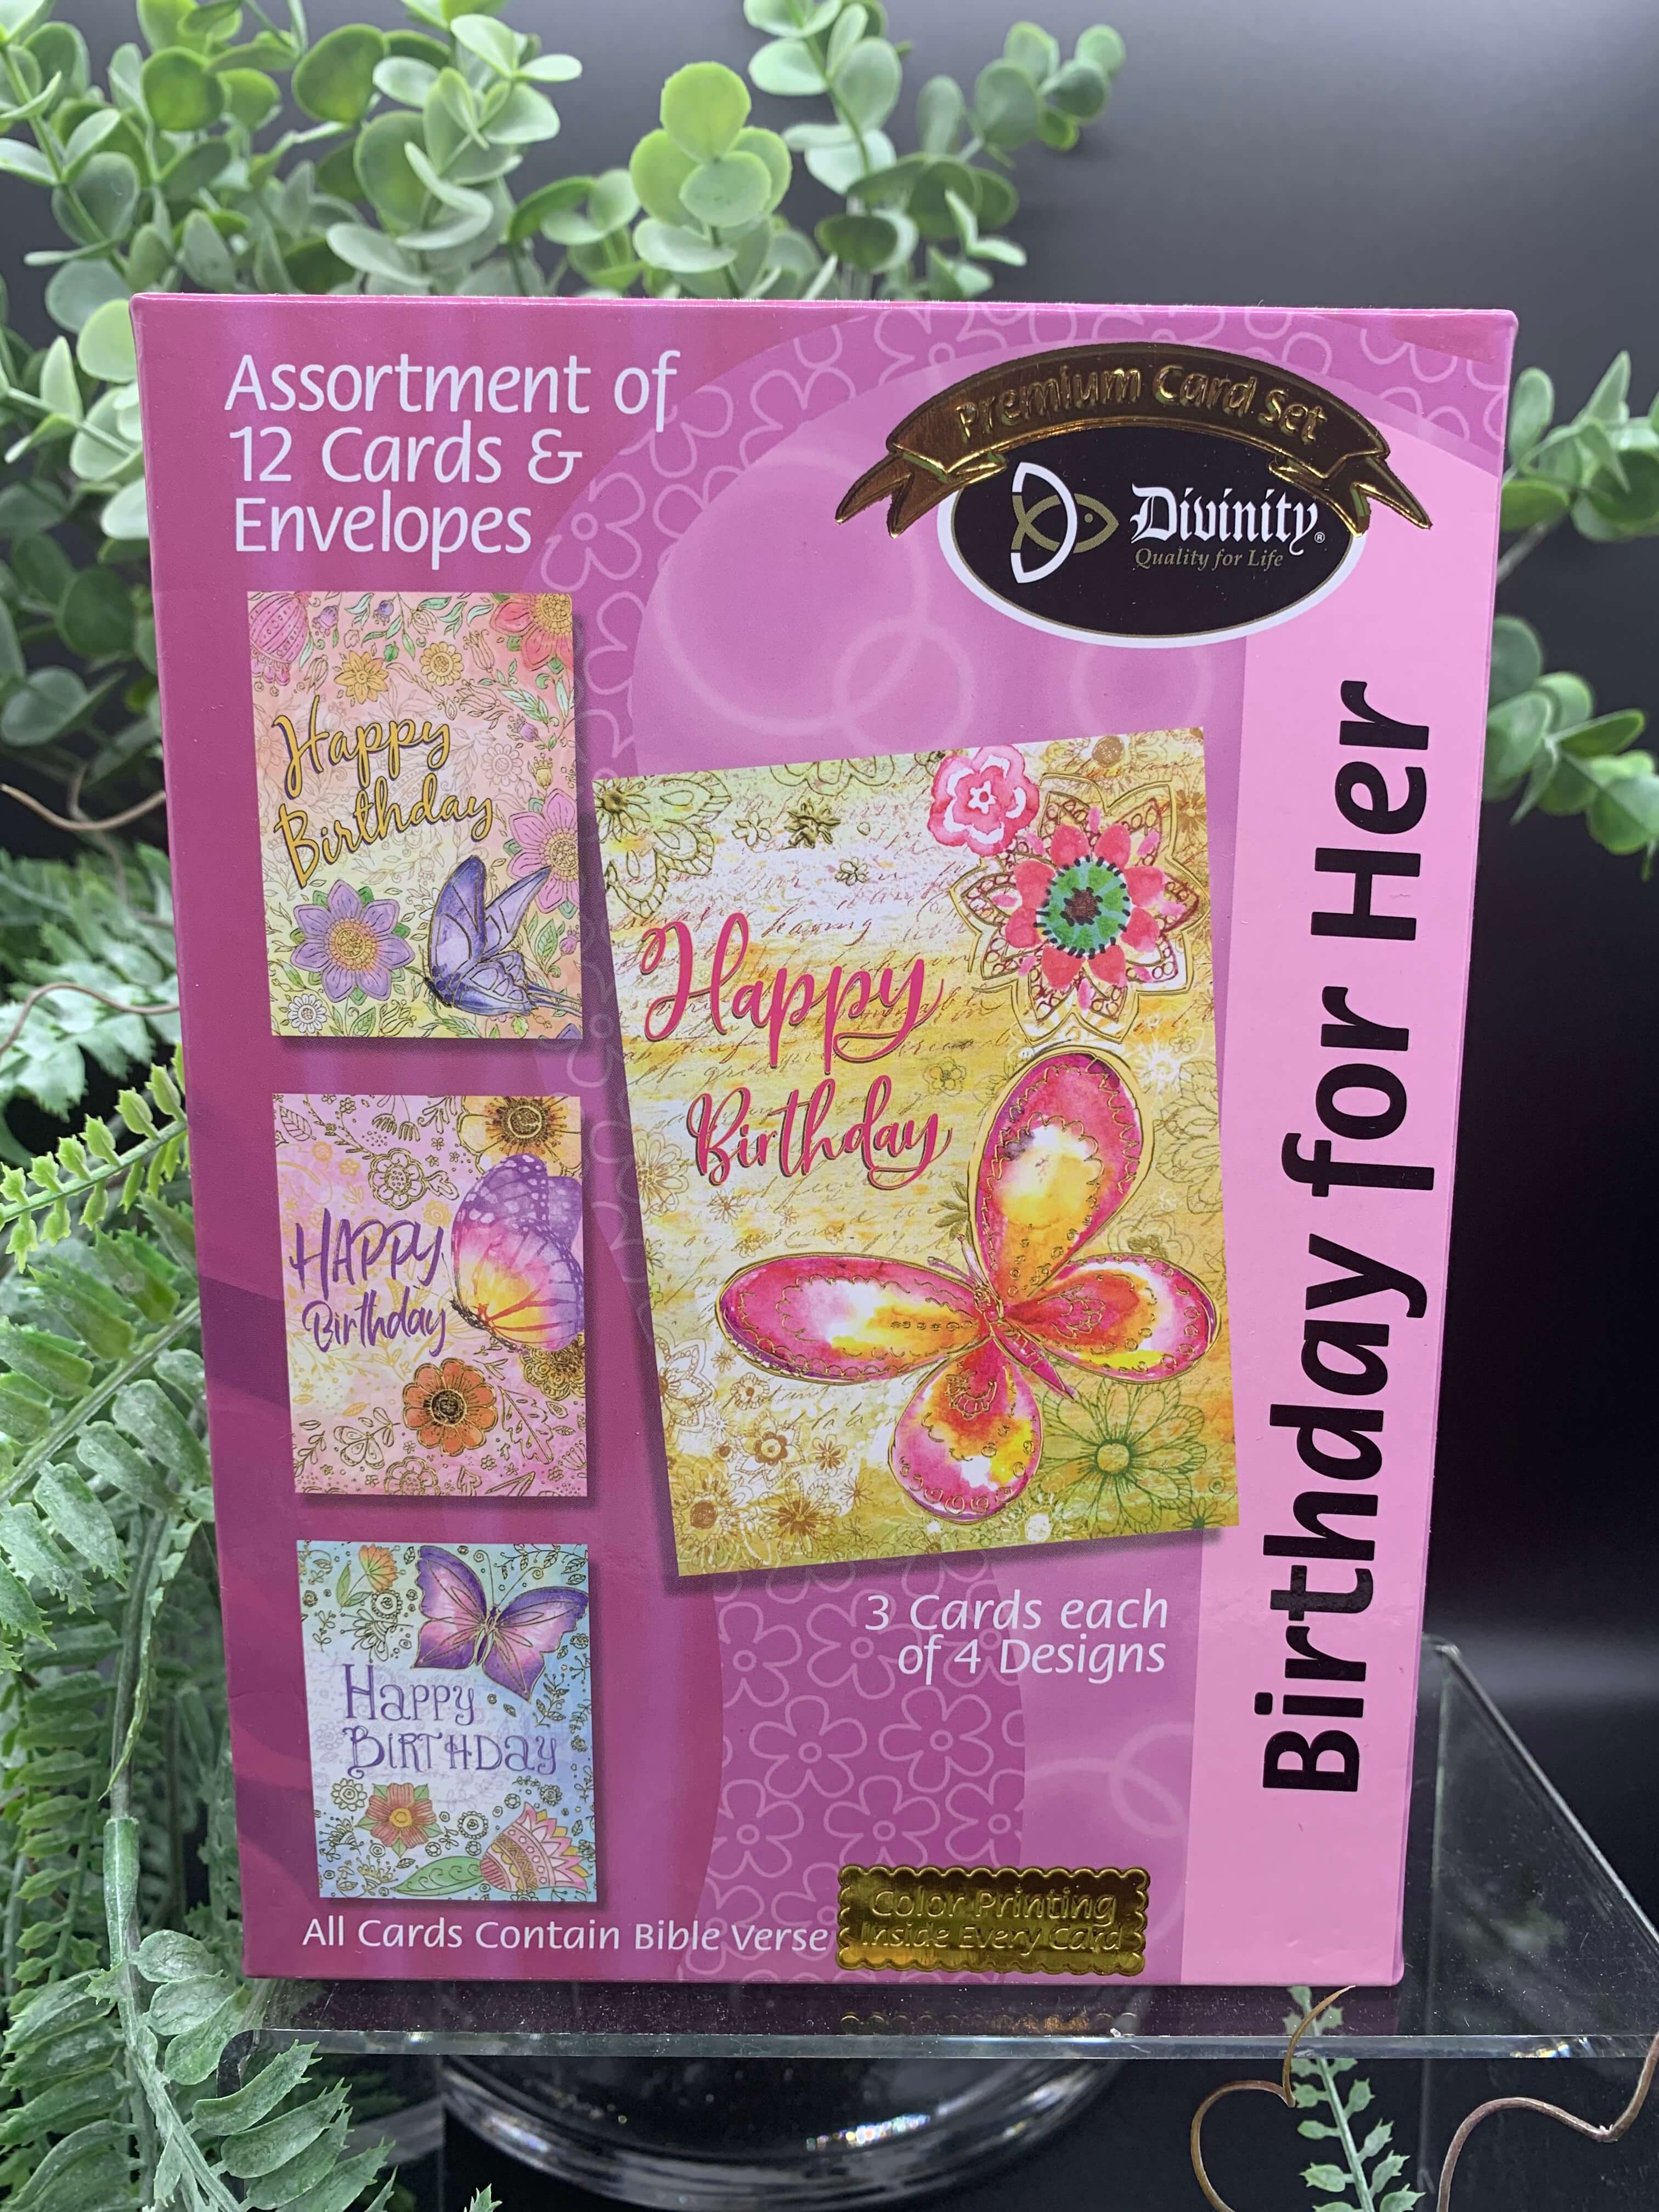 Assortment of
12 Cards &
Envelopes
Premium Card Set
Divinity®
Quality for Life
Happy
Birthday
Happy
Birthday
HAPPY
Birthday
HAPPY
BIRTHDAY
3 Cards each
of 4 Designs
All Cards Contain Bible Verse
Color Printing
Inside Every Card
Birthday for Her